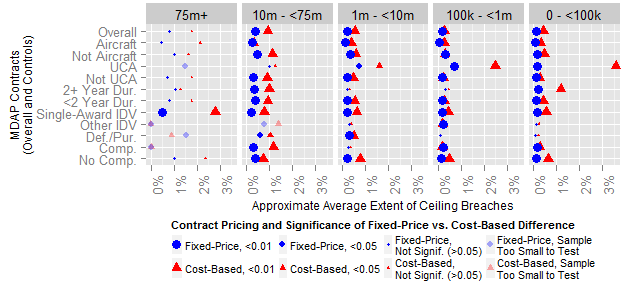 75m+ 10m - <75m 1m - <10m 100k - <1m 0 - <100k
MDAP Contracts
(Overall and Controls)
Overall
Aircraft
Not Aircraft
UCA
Not UCA
2+ Year Dur.
<2 Year Dur.
Single-Award IDV
Other IDV
Def./Pur.
Comp.
No Comp.
0% 1% 2% 3% 0% 1% 2% 3% 0% 1% 2% 3% 0% 1% 2% 3% 0% 1% 2% 3%
Approximate Average Extent of Ceiling Breaches
Contract Pricing and Significance of Fixed-Price vs. Cost-Based Difference
Fixed-Price, <0.01 Fixed-Price, <0.05 Fixed-Price, Not Signif. (>0.05) Fixed-Price, Sample Too Small to Test
Cost-Based, <0.01 Cost-Based, <0.05 Cost-Based, Not Signif. (>0.05) Cost-Based, Sample Too Small to Test